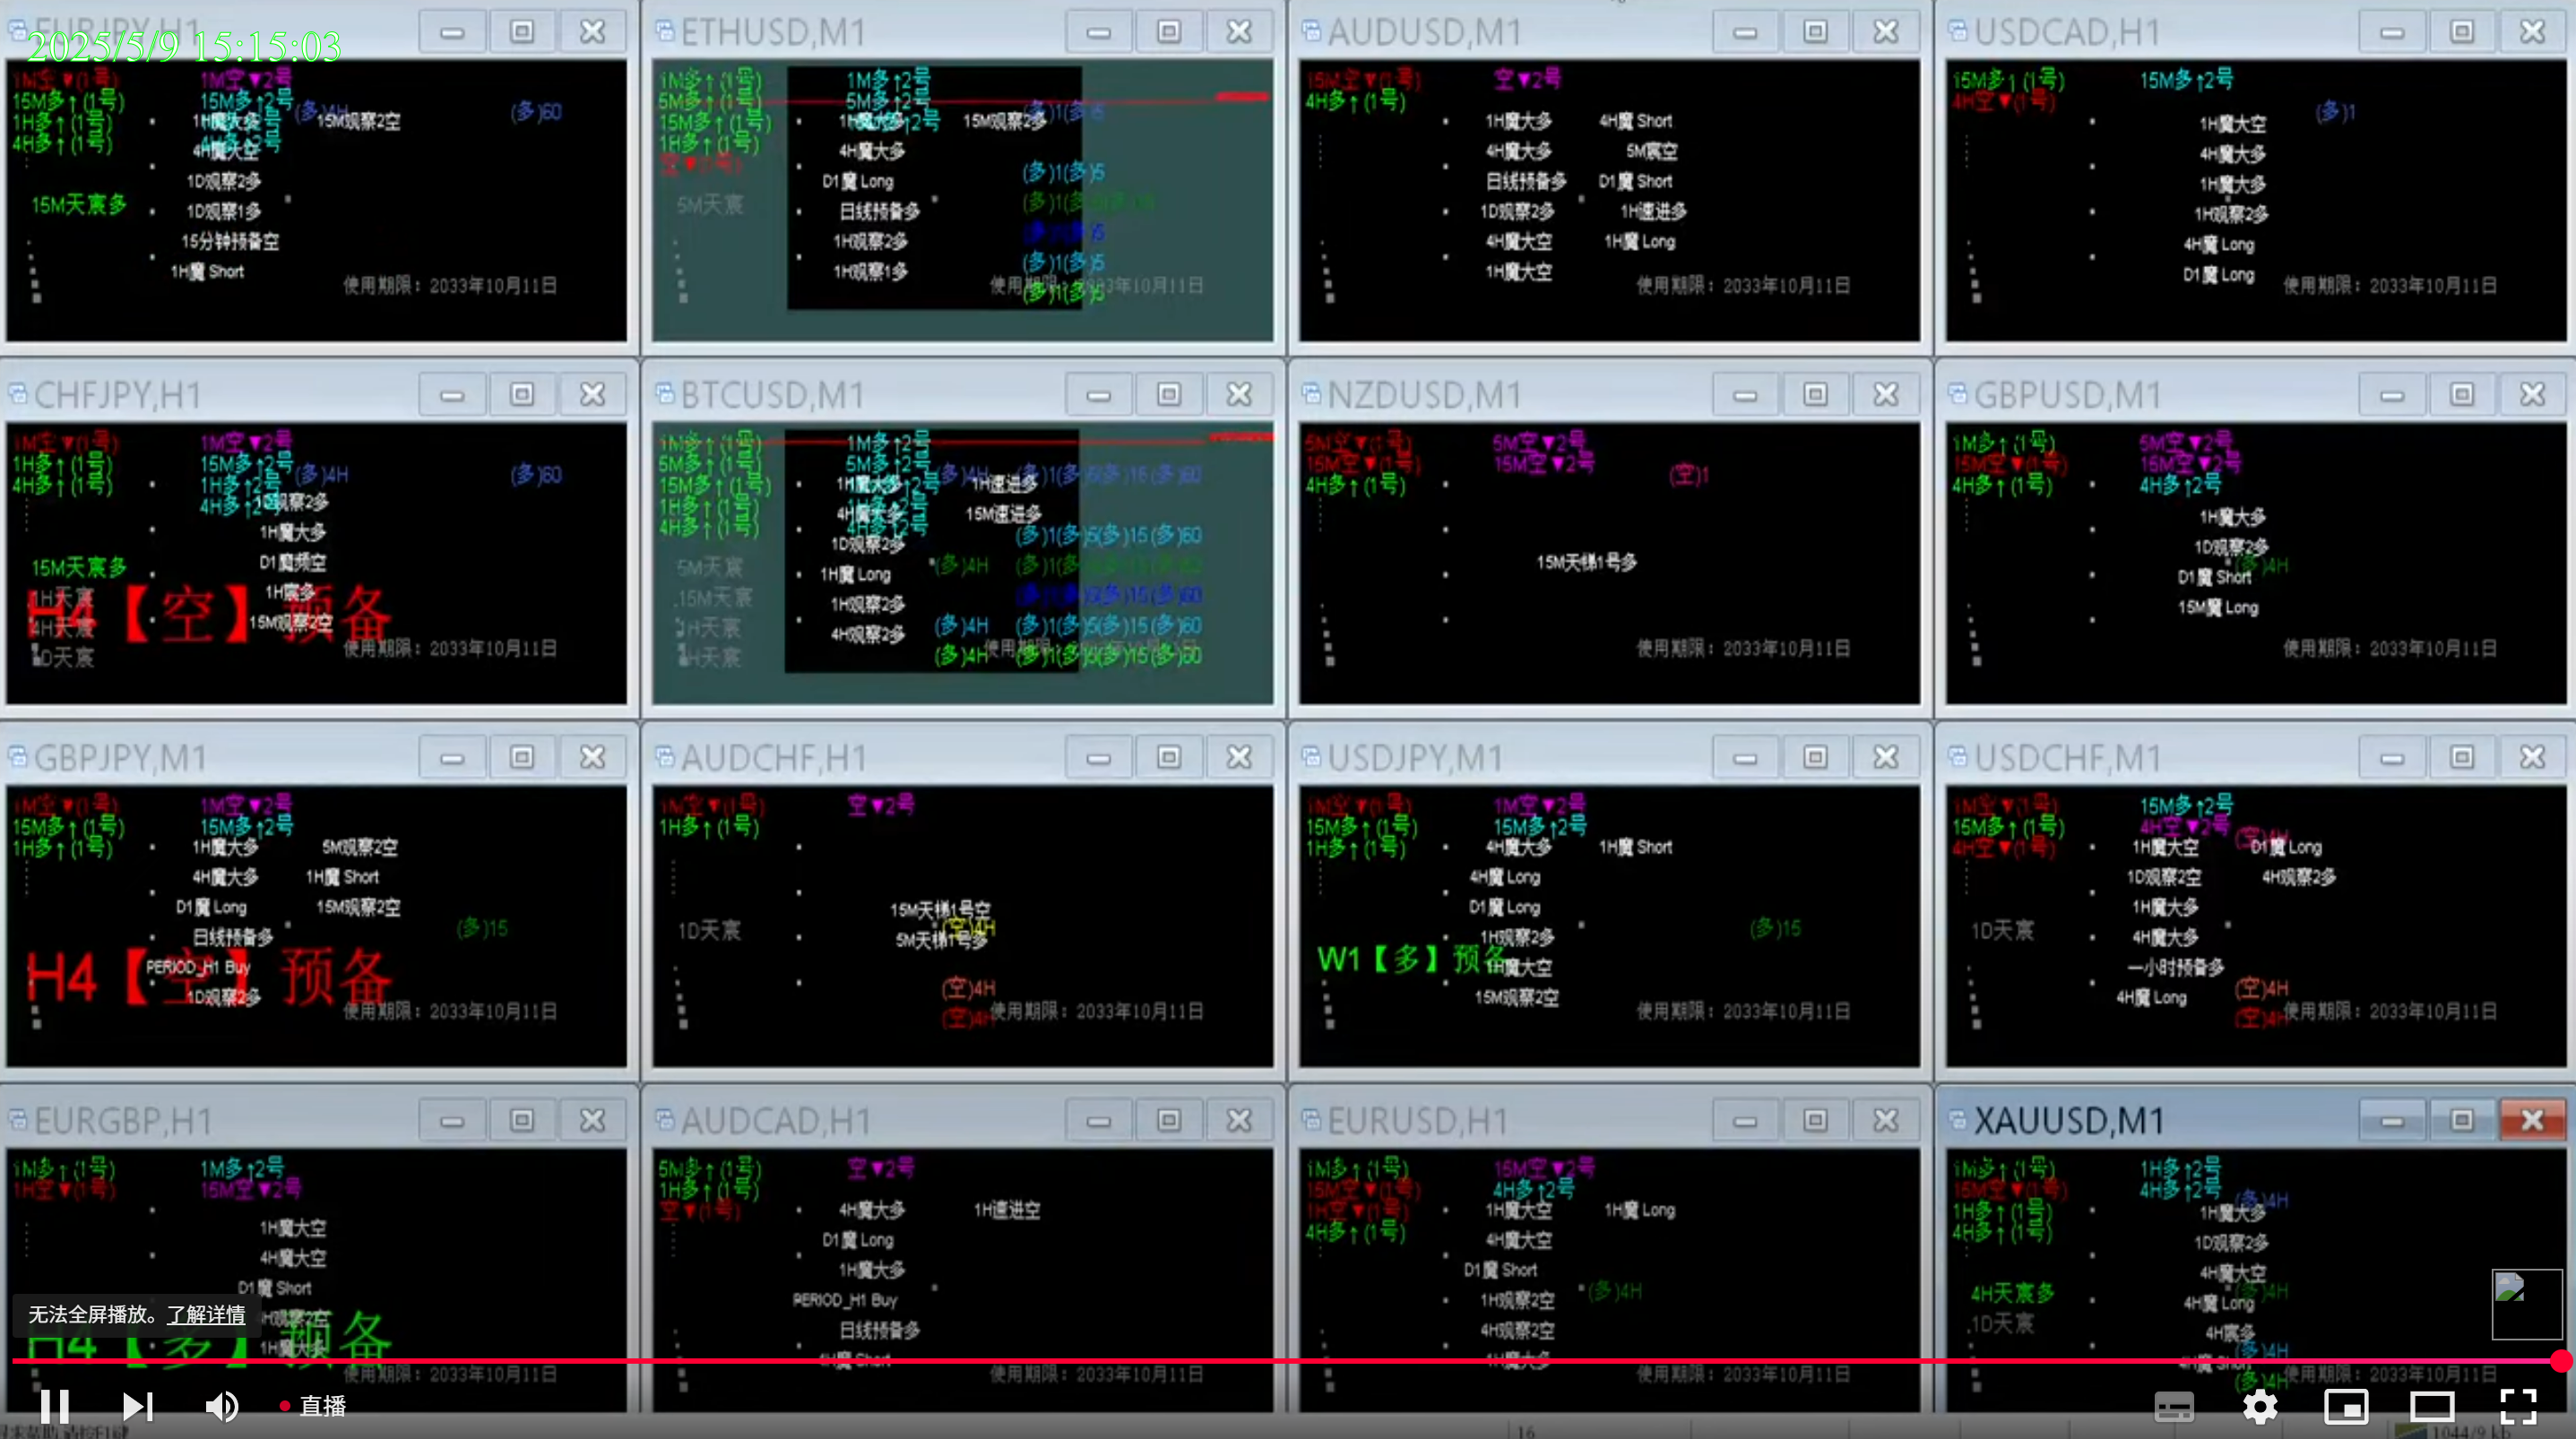 2025/5/9 15:15:03
EURJPY,H1
1M空▼(1号) 1M空▼2号
15M多↑(1号) 15M多↑2号 (多)4H (多)60
1H多↑(1号) 1H魔大多 15M观察2空
4H多↑(1号)
4H魔大空
1D观察2多
15M天宸多 1D观察1多
15分钟预备空
1H魔 Short
使用期限：2033年10月11日
ETHUSD,M1
1M多↑(1号) 1M多↑2号
5M多↑(1号) 5M多↑2号
15M多↑(1号) 1H魔大多 15M观察2多
1H多↑(1号)
空▼(1号) 4H魔大多
D1魔 Long (多)1(多)5
5M天宸 日线预备多
1H观察2多
1H观察1多 (多)1(多)5
AUDUSD,M1
15M空▼(1号) 空▼2号
4H多↑(1号)
1H魔大多 4H魔 Short
4H魔大多 5M宸空
日线预备多 D1魔 Short
1D观察2多 1H速进多
4H魔大空 1H魔 Long
1H魔大空
使用期限：2033年10月11日
USDCAD,H1
15M多↑(1号) 15M多↑2号
4H空▼(1号) (多)1
1H魔大空
4H魔大多
1H魔大多
1H观察2多
4H魔 Long
D1魔 Long
使用期限：2033年10月11日
CHFJPY,H1
1M空▼(1号) 1M空▼2号
1H多↑(1号) 15M多↑2号 (多)4H (多)60
4H多↑(1号) 1H多↑2号
4H多↑2号
1H魔大多
15M天宸多 D1魔频空
1H天宸 1H宸多
H4【空】预备
4H天宸 15M观察2空
1D天宸
使用期限：2033年10月11日
BTCUSD,M1
1M多↑(1号) 1M多↑2号
5M多↑(1号) 5M多↑2号
15M多↑(1号) 1H魔大多 1H速进多
1H多↑(1号)
4H多↑(1号) 4H魔大多 15M速进多
1D观察2多 (多)1(多)5(多)15(多)60
5M天宸 1H魔 Long (多)4H
15M天宸 1H观察2多
1H天宸 4H观察2多 (多)4H (多)1(多)5(多)15(多)60
NZDUSD,M1
5M空▼(1号) 5M空▼2号
15M空▼(1号) 15M空▼2号 (空)1
4H多↑(1号)
15M天梯1号多
使用期限：2033年10月11日
GBPUSD,M1
1M多↑(1号) 5M空▼2号
15M空▼(1号) 15M空▼2号
4H多↑(1号) 4H多↑2号
1H魔大多
1D观察2多
(多)4H
D1魔 Short
15M魔 Long
使用期限：2033年10月11日
GBPJPY,M1
1M空▼(1号) 1M空▼2号
15M多↑(1号) 15M多↑2号
1H多↑(1号) 1H魔大多 5M观察2空
4H魔大多 1H魔 Short
D1魔 Long 15M观察2空
日线预备多 (多)15
H4【空】预备
PERIOD_H1 Buy
1D观察2多
使用期限：2033年10月11日
AUDCHF,H1
1M空▼(1号) 空▼2号
1H多↑(1号)
15M天梯1号空
1D天宸 (空)4H
5M天梯1号多
(空)4H
(空)4H
使用期限：2033年10月11日
USDJPY,M1
1M空▼(1号) 1M空▼2号
15M多↑(1号) 15M多↑2号
1H多↑(1号) 4H魔大多 1H魔 Short
4H魔 Long
D1魔 Long
1H观察2多 (多)15
W1【多】预备
1H魔大空
15M观察2空
使用期限：2033年10月11日
USDCHF,M1
1M空▼(1号) 15M多↑2号
15M多↑(1号) 4H空▼2号 (空)4H
4H空▼(1号) 1H魔大空 D1魔 Long
1D观察2空 4H观察2多
1H魔大多
1D天宸 4H魔大多
一小时预备多
4H魔 Long (空)4H
(空)4H
使用期限：2033年10月11日
EURGBP,H1
1M多↑(1号) 1M多↑2号
1H空▼(1号) 15M空▼2号
1H魔大空
4H魔大空
D1魔 Short
4H观察2空
H4【多】预备
1H魔大多
使用期限：2033年10月11日
AUDCAD,H1
5M多↑(1号) 空▼2号
1H多↑(1号)
空▼(1号) 4H魔大多 1H速进空
D1魔 Long
1H魔大多
PERIOD_H1 Buy
日线预备多
4H魔 Short
使用期限：2033年10月11日
EURUSD,H1
1M多↑(1号) 15M空▼2号
15M空▼(1号) 4H多↑2号
1H空▼(1号) 1H魔大空 1H魔 Long
4H多↑(1号) 4H魔大空
D1魔 Short
1H观察2空 (多)4H
4H观察2空
1H魔大多
使用期限：2033年10月11日
XAUUSD,M1
1M多↑(1号) 1H多↑2号
15M空▼(1号) 4H多↑2号 (多)4H
1H多↑(1号) 1H魔大多
4H多↑(1号) 1D观察2多
4H魔大空
4H天宸多 (多)4H
4H魔 Long
1D天宸 4H宸多
(多)4H
4H魔 Short
(多)4H
使用期限：2033年10月11日
无法全屏播放。了解详情
直播
16
1044/9 kb